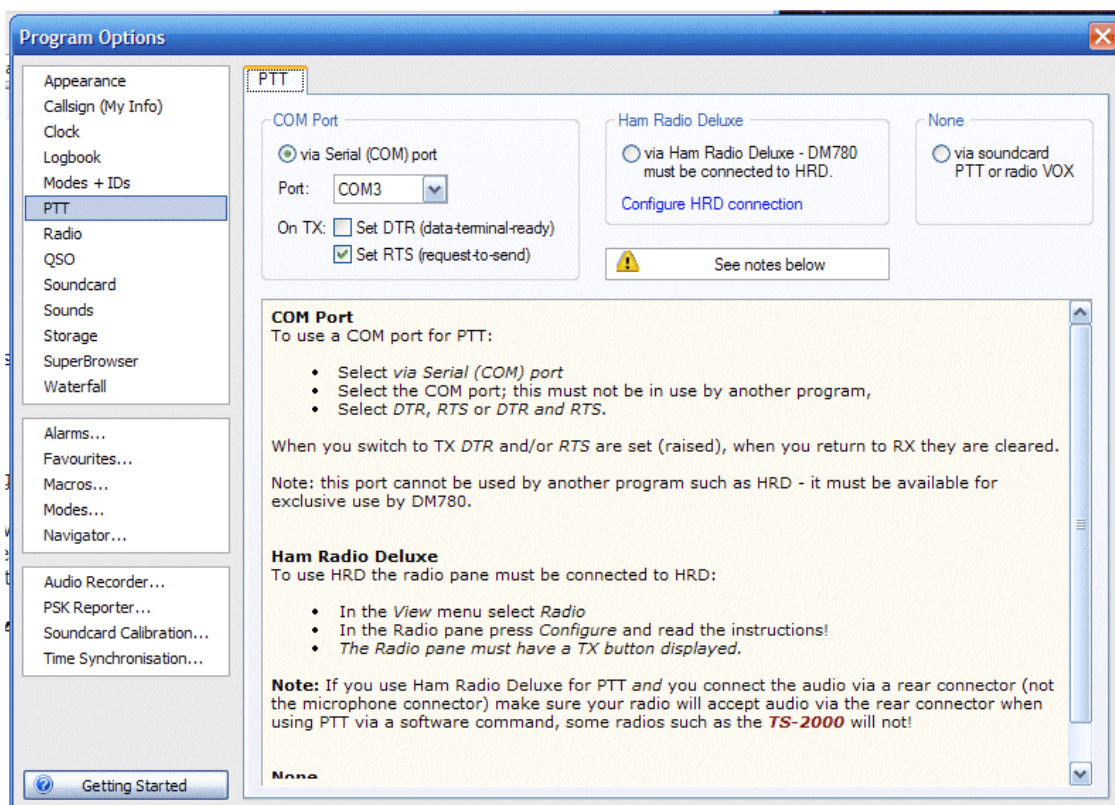 Program Options
Appearance
Callsign (My Info)
Clock
Logbook
Modes + IDs
PTT
Radio
QSO
Soundcard
Sounds
Storage
SuperBrowser
Waterfall
Alarms...
Favourites...
Macros...
Modes...
Navigator...
Audio Recorder...
PSK Reporter...
Soundcard Calibration...
Time Synchronisation...
Getting Started
PTT
COM Port
via Serial (COM) port
Port: COM3
On TX: Set DTR (data-terminal-ready)
Set RTS (request-to-send)
Ham Radio Deluxe
via Ham Radio Deluxe - DM780
must be connected to HRD.
Configure HRD connection
None
via soundcard
PTT or radio VOX
See notes below
COM Port
To use a COM port for PTT:
• Select via Serial (COM) port
• Select the COM port; this must not be in use by another program,
• Select DTR, RTS or DTR and RTS.
When you switch to TX DTR and/or RTS are set (raised), when you return to RX they are cleared.
Note: this port cannot be used by another program such as HRD - it must be available for
exclusive use by DM780.
Ham Radio Deluxe
To use HRD the radio pane must be connected to HRD:
• In the View menu select Radio
• In the Radio pane press Configure and read the instructions!
• The Radio pane must have a TX button displayed.
Note: If you use Ham Radio Deluxe for PTT and you connect the audio via a rear connector (not
the microphone connector) make sure your radio will accept audio via the rear connector when
using PTT via a software command, some radios such as the TS-2000 will not!
None